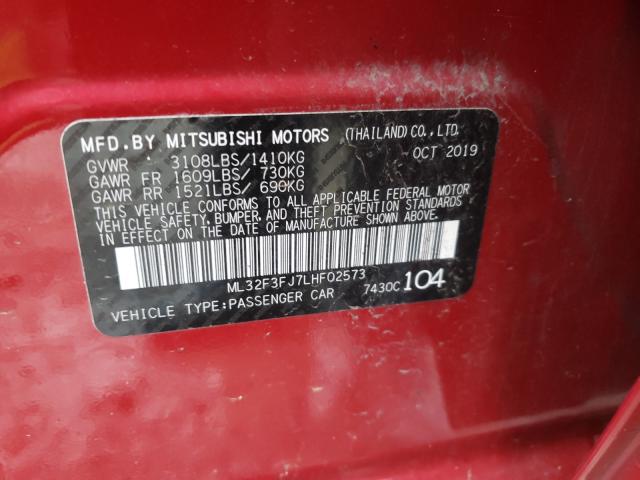 MFD.BY MITSUBISHI MOTORS (THAILAND)CO.,LTD.
GVWR . 3108LBS/1410KG OCT 2019
GAWR FR 1609LBS/ 730KG
GAWR RR 1521LBS/ 690KG
THIS VEHICLE CONFORMS TO ALL APPLICABLE FEDERAL MOTOR
VEHICLE SAFETY, BUMPER, AND THEFT PREVENTION STANDARDS
IN EFFECT ON THE DATE OF MANUFACTURE SHOWN ABOVE.
ML32F3FJ7LHF02573
VEHICLE TYPE:PASSENGER CAR 7430C 104